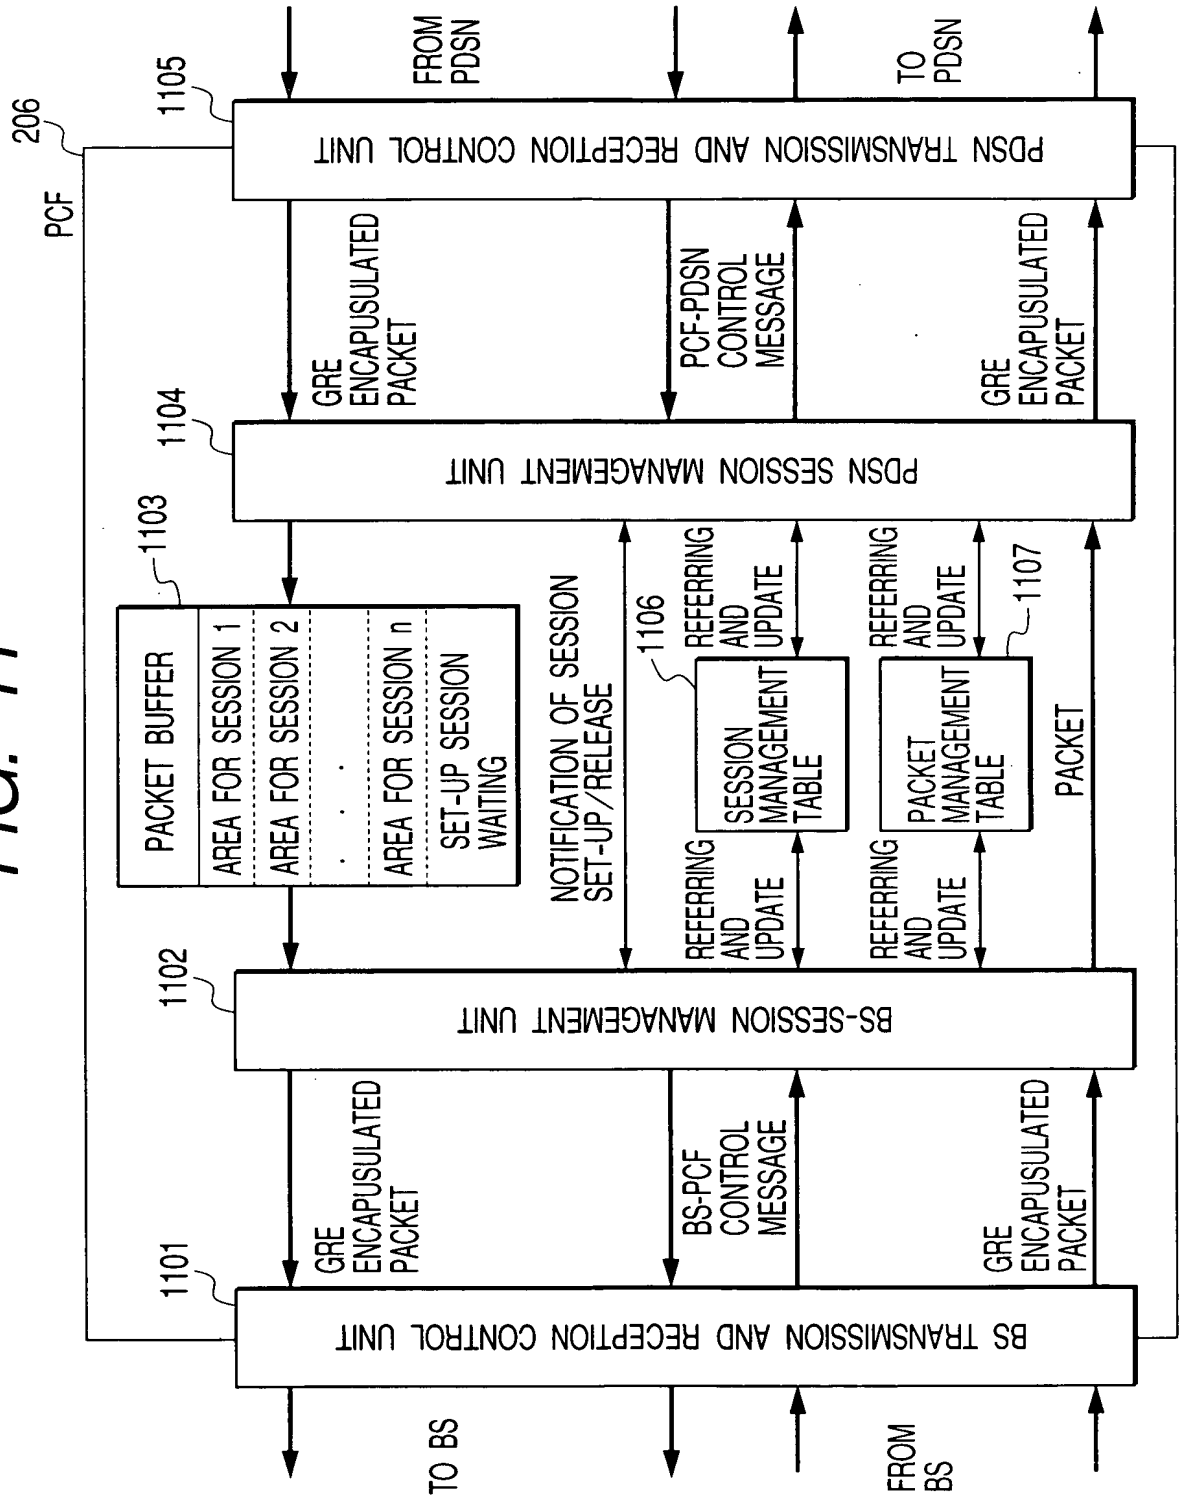 FIG. 11
206
PCF
1101
BS TRANSMISSION AND RECEPTION CONTROL UNIT
1102
BS-SESSION MANAGEMENT UNIT
1103
PACKET BUFFER
AREA FOR SESSION 1
AREA FOR SESSION 2
. . . .
AREA FOR SESSION n
SET-UP SESSION
WAITING
1104
PDSN SESSION MANAGEMENT UNIT
1105
PDSN TRANSMISSION AND RECEPTION CONTROL UNIT
TO BS
FROM
BS
GRE
ENCAPUSULATED
PACKET
BS-PCF
CONTROL
MESSAGE
GRE
ENCAPUSULATED
PACKET
NOTIFICATION OF SESSION
SET-UP/RELEASE
REFERRING
AND
UPDATE
1106
SESSION
MANAGEMENT
TABLE
REFERRING
AND
UPDATE
REFERRING
AND
UPDATE
PACKET
MANAGEMENT
TABLE
1107
REFERRING
AND
UPDATE
PACKET
GRE
ENCAPUSULATED
PACKET
PCF-PDSN
CONTROL
MESSAGE
GRE
ENCAPUSULATED
PACKET
FROM
PDSN
TO
PDSN